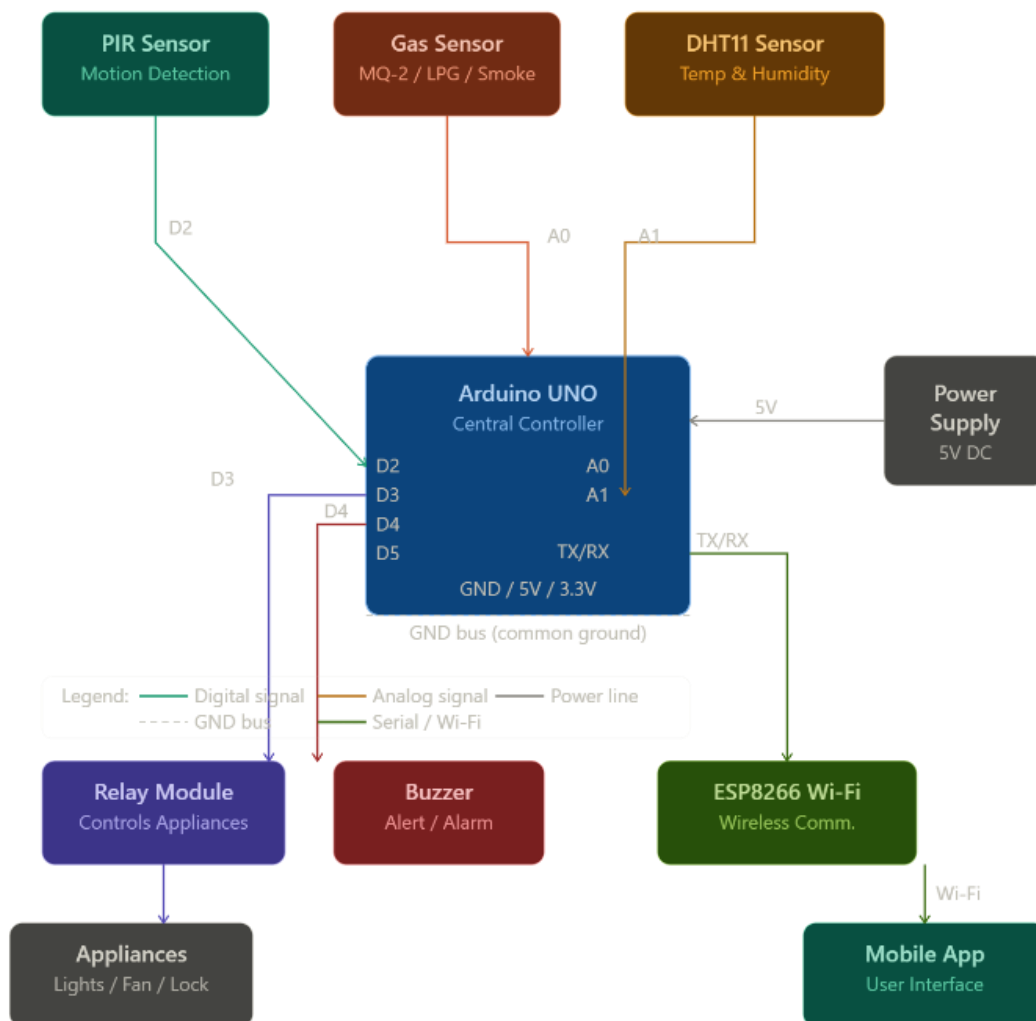 PIR Sensor
Motion Detection
Gas Sensor
MQ-2 / LPG / Smoke
DHT11 Sensor
Temp & Humidity
D2
A0
A1
Arduino UNO
Central Controller
Power
Supply
5V DC
5V
D2
A0
D3
D3
A1
D4
D4
D5
TX/RX
TX/RX
GND / 5V / 3.3V
GND bus (common ground)
Legend:
Digital signal
Analog signal
Power line
GND bus
Serial / Wi-Fi
Relay Module
Controls Appliances
Buzzer
Alert / Alarm
ESP8266 Wi-Fi
Wireless Comm.
Wi-Fi
Appliances
Lights / Fan / Lock
Mobile App
User Interface